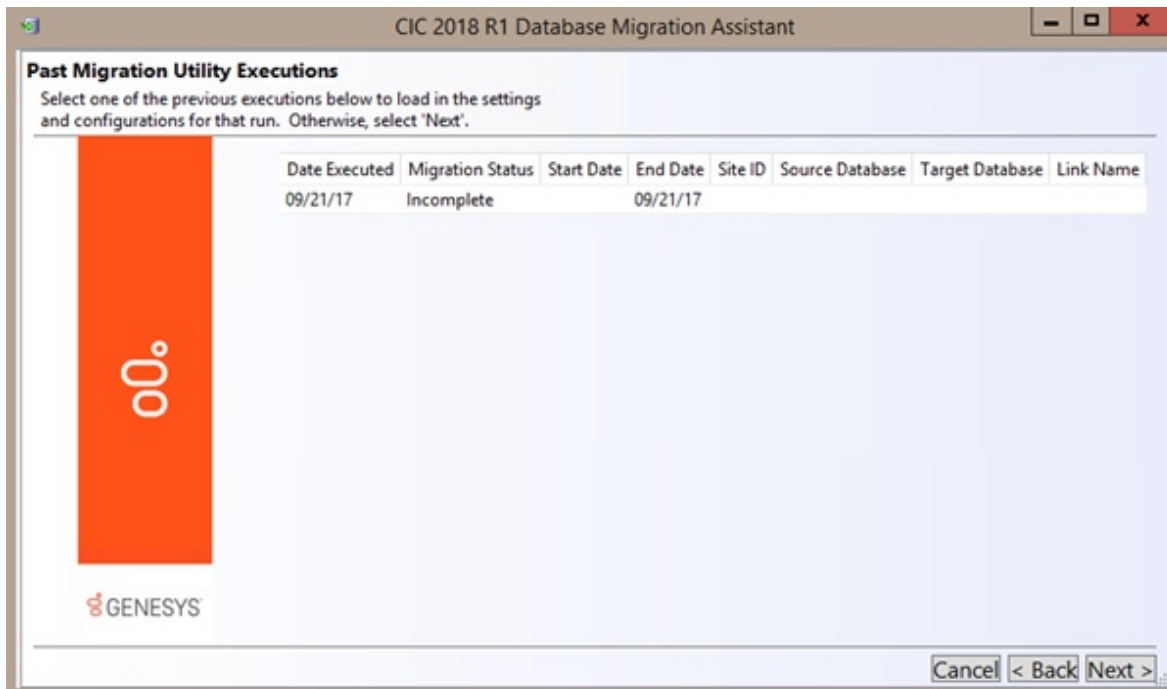 CIC 2018 R1 Database Migration Assistant
Past Migration Utility Executions
Select one of the previous executions below to load in the settings
and configurations for that run. Otherwise, select 'Next'.
Date Executed Migration Status Start Date End Date Site ID Source Database Target Database Link Name
09/21/17 Incomplete 09/21/17
GENESYS
Cancel < Back Next >